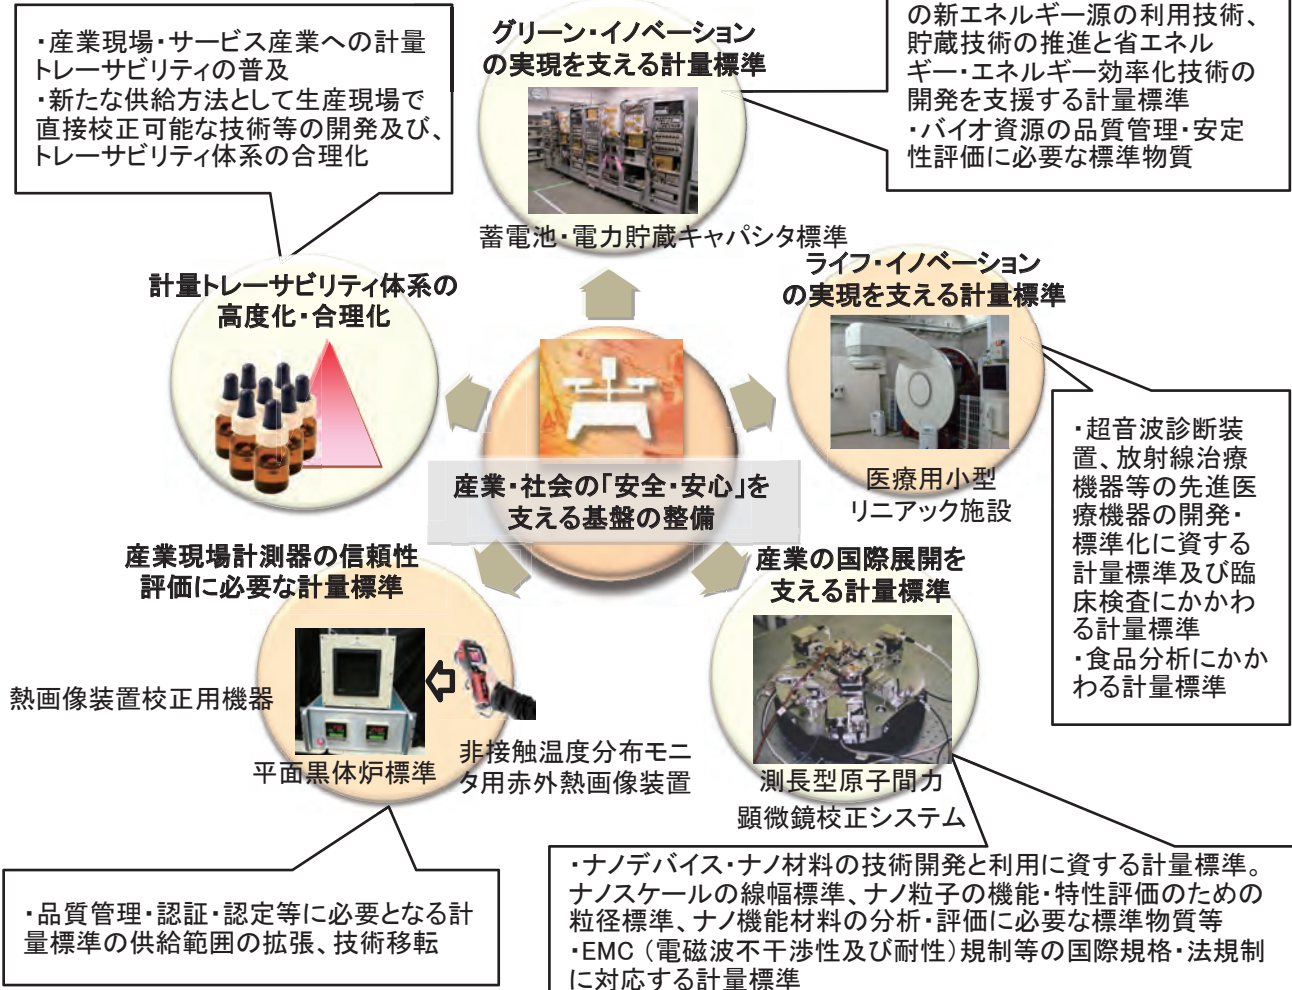 ・産業現場・サービス産業への計量
トレーサビリティの普及
・新たな供給方法として生産現場で
直接校正可能な技術等の開発及び、
トレーサビリティ体系の合理化
グリーン・イノベーション
の実現を支える計量標準
蓄電池・電力貯蔵キャパシタ標準
の新エネルギー源の利用技術、
貯蔵技術の推進と省エネル
ギー・エネルギー効率化技術の
開発を支援する計量標準
・バイオ資源の品質管理・安定
性評価に必要な標準物質
計量トレーサビリティ体系の
高度化・合理化
ライフ・イノベーション
の実現を支える計量標準
医療用小型
リニアック施設
・超音波診断装
置、放射線治療
機器等の先進医
療機器の開発・
標準化に資する
計量標準及び臨
床検査にかかわ
る計量標準
・食品分析にかか
わる計量標準
産業・社会の「安全・安心」を
支える基盤の整備
産業現場計測器の信頼性
評価に必要な計量標準
熱画像装置校正用機器
平面黒体炉標準
非接触温度分布モニ
タ用赤外熱画像装置
産業の国際展開を
支える計量標準
測長型原子間力
顕微鏡校正システム
・品質管理・認証・認定等に必要となる計
量標準の供給範囲の拡張、技術移転
・ナノデバイス・ナノ材料の技術開発と利用に資する計量標準。
ナノスケールの線幅標準、ナノ粒子の機能・特性評価のための
粒径標準、ナノ機能材料の分析・評価に必要な標準物質等
・EMC（電磁波不干渉性及び耐性）規制等の国際規格・法規制
に対応する計量標準